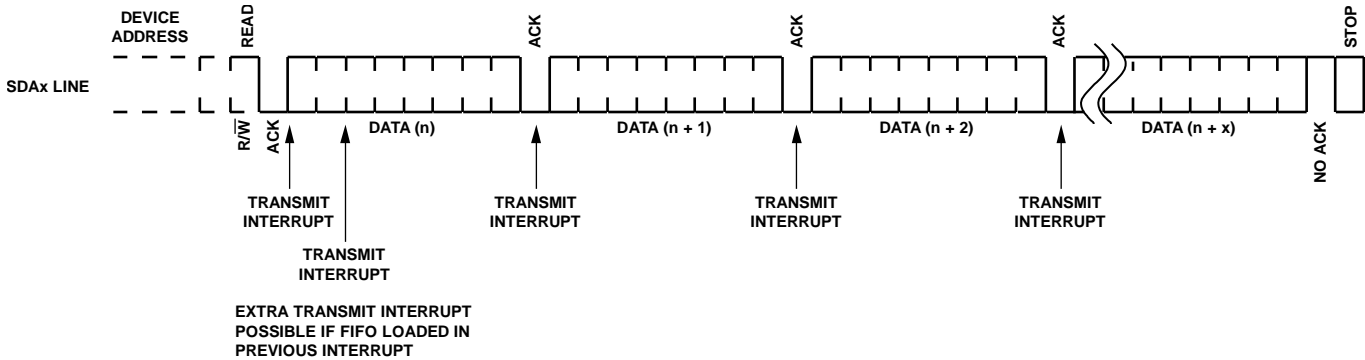 DEVICE
ADDRESS
READ
ACK
ACK
ACK
STOP
SDAx LINE
R/W
ACK
DATA (n)
DATA (n + 1)
DATA (n + 2)
DATA (n + x)
NO ACK
TRANSMIT
INTERRUPT
TRANSMIT
INTERRUPT
TRANSMIT
INTERRUPT
TRANSMIT
INTERRUPT
TRANSMIT
INTERRUPT
EXTRA TRANSMIT INTERRUPT
POSSIBLE IF FIFO LOADED IN
PREVIOUS INTERRUPT